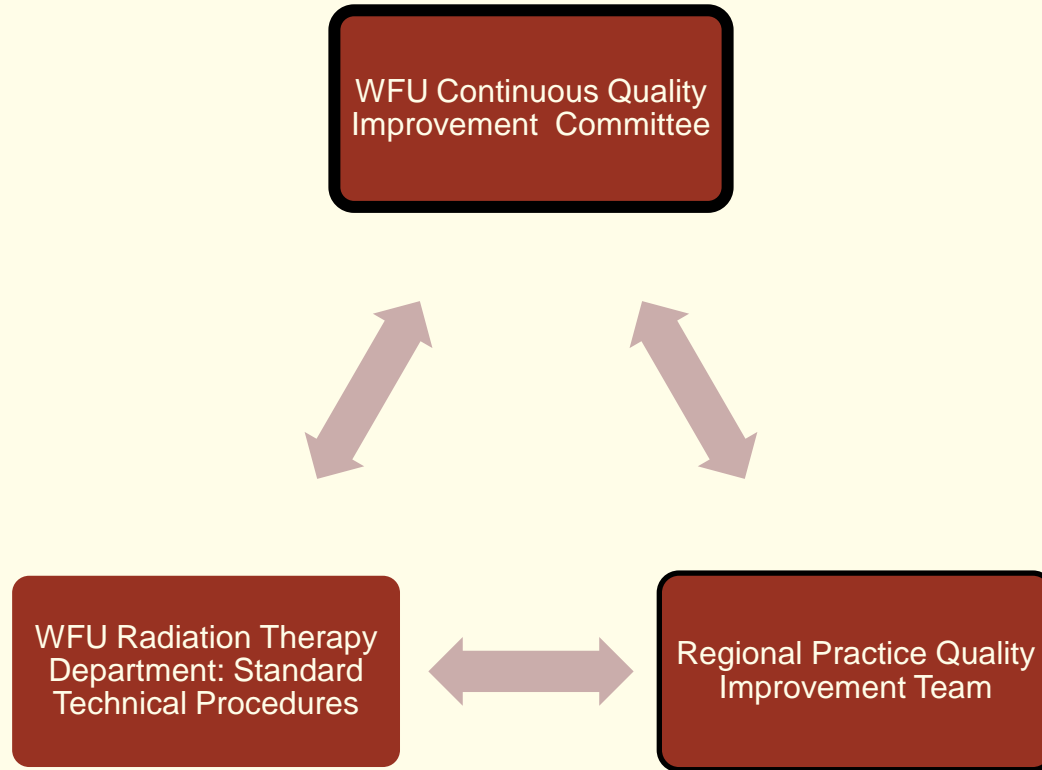 WFU Continuous Quality
Improvement  Committee
WFU Radiation Therapy
Department: Standard
Technical Procedures
Regional Practice Quality
Improvement Team